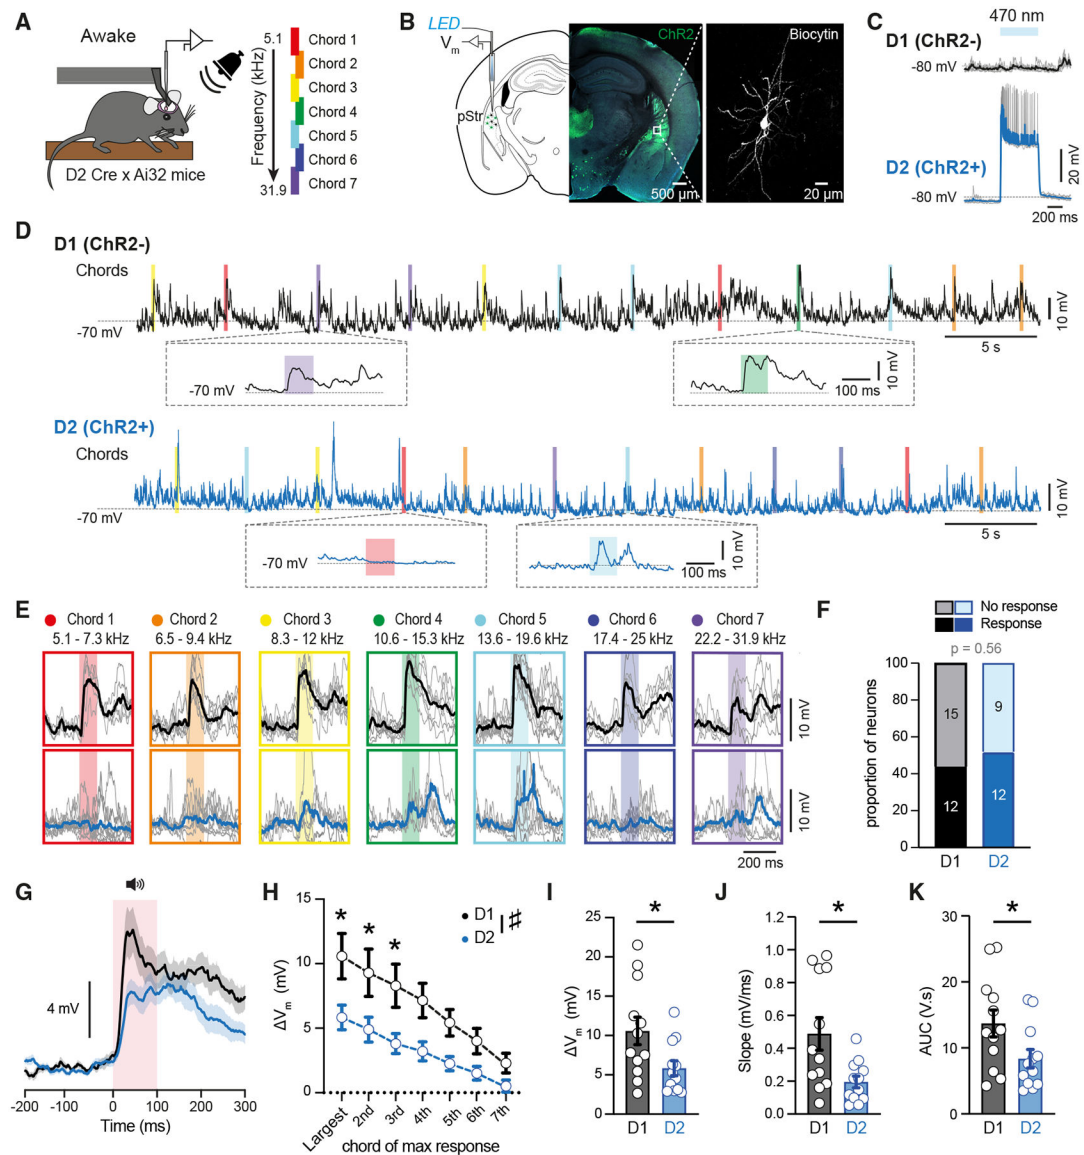 A
Awake
5.1
Frequency (kHz)
31.9
Chord 1
Chord 2
Chord 3
Chord 4
Chord 5
Chord 6
Chord 7
D2 Cre x Ai32 mice
B
LED
Vm
pStr
ChR2
500 µm
Biocytin
20 µm
C
470 nm
D1 (ChR2-)
-80 mV
D2 (ChR2+)
-80 mV
20 mV
200 ms
D
D1 (ChR2-)
Chords
-70 mV
10 mV
5 s
-70 mV
10 mV
100 ms
D2 (ChR2+)
Chords
-70 mV
10 mV
5 s
-70 mV
10 mV
100 ms
E
Chord 1
5.1 - 7.3 kHz
Chord 2
6.5 - 9.4 kHz
Chord 3
8.3 - 12 kHz
Chord 4
10.6 - 15.3 kHz
Chord 5
13.6 - 19.6 kHz
Chord 6
17.4 - 25 kHz
Chord 7
22.2 - 31.9 kHz
10 mV
10 mV
200 ms
F
No response
Response
p = 0.56
proportion of neurons
100
80
60
40
20
0
15
12
9
12
D1
D2
G
4 mV
-200
-100
0
100
200
300
Time (ms)
H
D1
D2
#
* * *
ΔVm (mV)
15
10
5
0
Largest
2nd
3rd
4th
5th
6th
7th
chord of max response
I
*
ΔVm (mV)
25
20
15
10
5
0
D1
D2
J
*
Slope (mV/ms)
1.2
1.0
0.8
0.6
0.4
0.2
0.0
D1
D2
K
*
AUC (V.s)
30
20
10
0
D1
D2